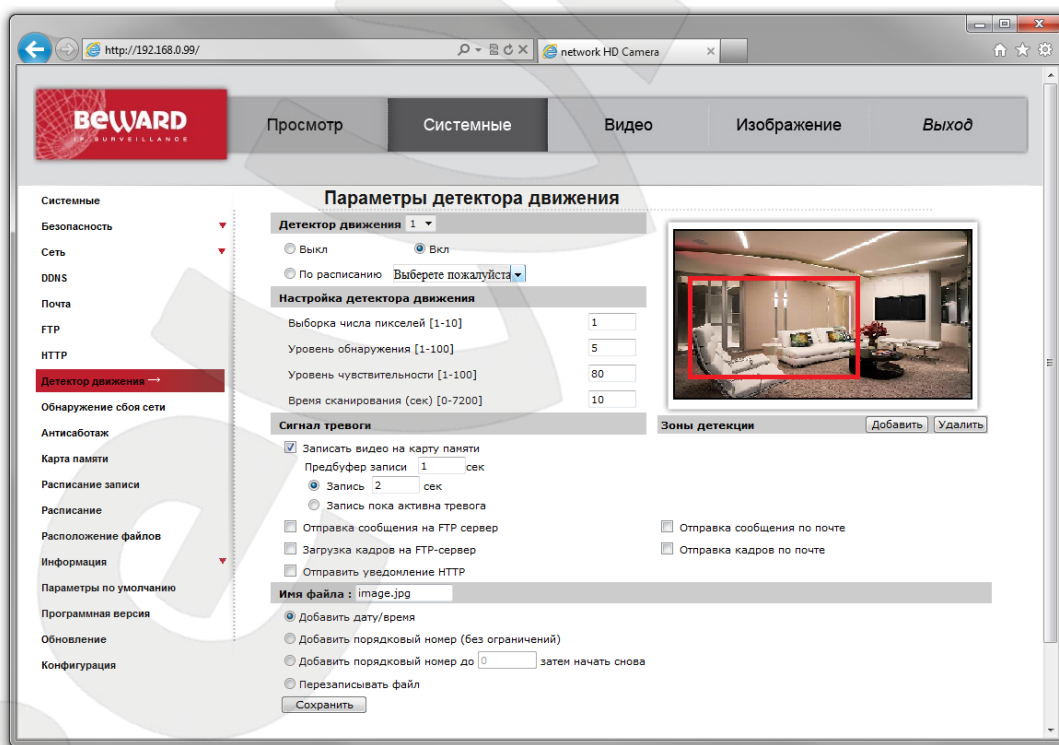 http://192.168.0.99/
network HD Camera
BEWARD
IP SURVEILLANCE
Просмотр
Системные
Видео
Изображение
Выход
Системные
Безопасность
Сеть
DDNS
Почта
FTP
HTTP
Детектор движения
Обнаружение сбоя сети
Антисаботаж
Карта памяти
Расписание записи
Расписание
Расположение файлов
Информация
Параметры по умолчанию
Программная версия
Обновление
Конфигурация
Параметры детектора движения
Детектор движения 1
Выкл Вкл
По расписанию Выберете пожалуйста
Настройка детектора движения
Выборка числа пикселей [1-10] 1
Уровень обнаружения [1-100] 5
Уровень чувствительности [1-100] 80
Время сканирования (сек) [0-7200] 10
Сигнал тревоги
Зоны детекции Добавить Удалить
Записать видео на карту памяти
Предбуфер записи 1 сек
Запись 2 сек
Запись пока активна тревога
Отправка сообщения на FTP сервер
Отправка сообщения по почте
Загрузка кадров на FTP-сервер
Отправка кадров по почте
Отправить уведомление HTTP
Имя файла : image.jpg
Добавить дату/время
Добавить порядковый номер (без ограничений)
Добавить порядковый номер до 0 затем начать снова
Перезаписывать файл
Сохранить